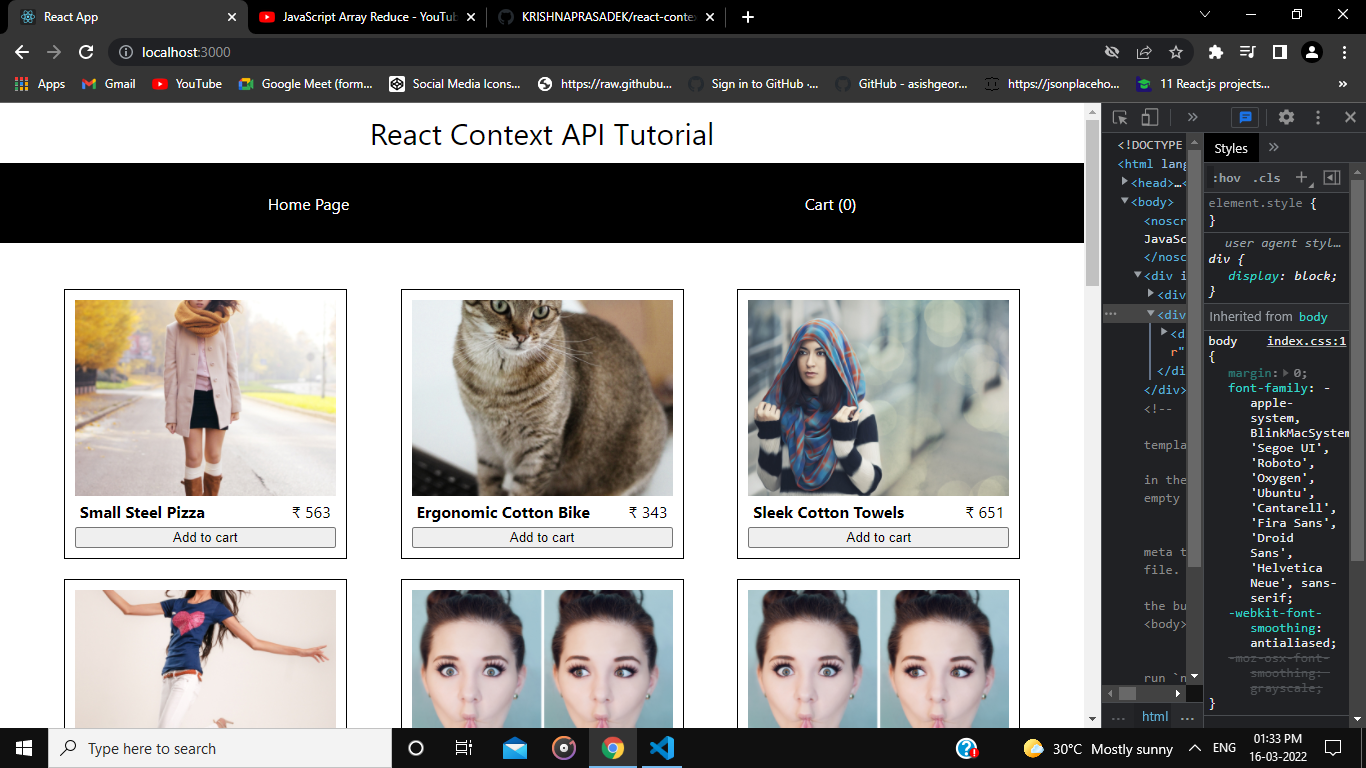 React App
JavaScript Array Reduce - YouTub
KRISHNAPRASADEK/react-conte
localhost:3000
Apps
Gmail
YouTube
Google Meet (form...
Social Media Icons...
https://raw.githubu...
Sign in to GitHub ·...
GitHub - asishgeor...
https://jsonplaceho...
11 React.js projects...
»
React Context API Tutorial
Home Page
Cart (0)
Small Steel Pizza
₹ 563
Add to cart
Ergonomic Cotton Bike
₹ 343
Add to cart
Sleek Cotton Towels
₹ 651
Add to cart
<!DOCTYPE
<html lang
<head>…<
<body>
<noscr
JavaSc
</nosc
<div i
<div
<div
<d
r"
</di
</div>
<!--
templa
in the
empty
meta t
file.
the bu
<body>
run `n
... html ...
Styles
:hov .cls
element.style {
}
user agent styl…
div {
display: block;
}
Inherited from body
body index.css:1
{
margin: 0;
font-family: -
apple-
system,
BlinkMacSystem
'Segoe UI',
'Roboto',
'Oxygen',
'Ubuntu',
'Cantarell',
'Fira Sans',
'Droid
Sans',
'Helvetica
Neue', sans-
serif;
-webkit-font-
smoothing:
antialiased;
-moz-osx-font-
smoothing:
grayscale;
}
Type here to search
30°C Mostly sunny
ENG
01:33 PM
16-03-2022